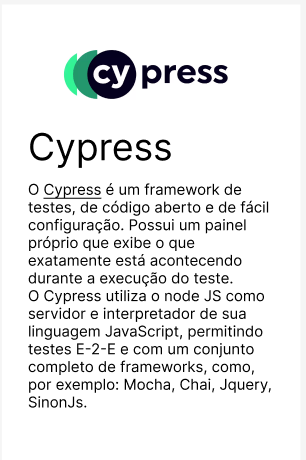 cypress
Cypress
O Cypress é um framework de
testes, de código aberto e de fácil
configuração. Possui um painel
próprio que exibe o que
exatamente está acontecendo
durante a execução do teste.
O Cypress utiliza o node JS como
servidor e interpretador de sua
linguagem JavaScript, permitindo
testes E-2-E e com um conjunto
completo de frameworks, como,
por exemplo: Mocha, Chai, Jquery,
SinonJs.